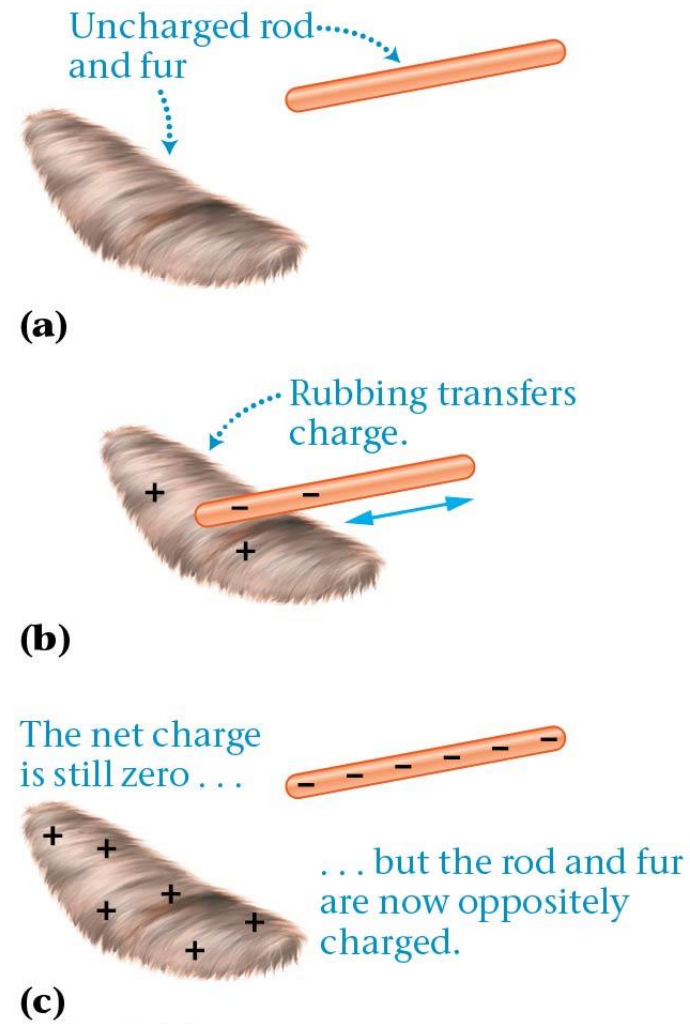 Uncharged rod
and fur
(a)
Rubbing transfers
charge.
+
− −
+
(b)
The net charge
is still zero . . .
− − − − − −
+ + + + + +
. . . but the rod and fur
are now oppositely
charged.
(c)